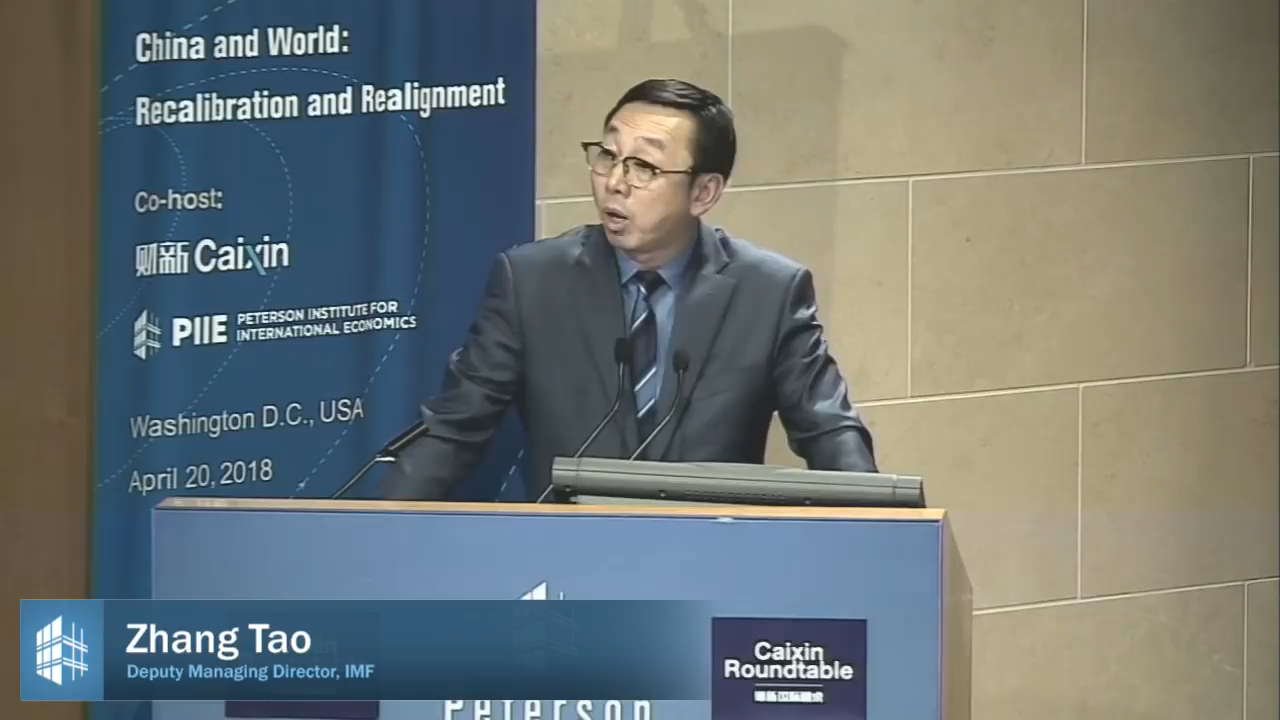 China and World:
Recalibration and Realignment
Co-host:
财新 Caixin
PIIE PETERSON INSTITUTE FOR
INTERNATIONAL ECONOMICS
Washington D.C., USA
April 20, 2018
Zhang Tao
Deputy Managing Director, IMF
Caixin
Roundtable
Peterson